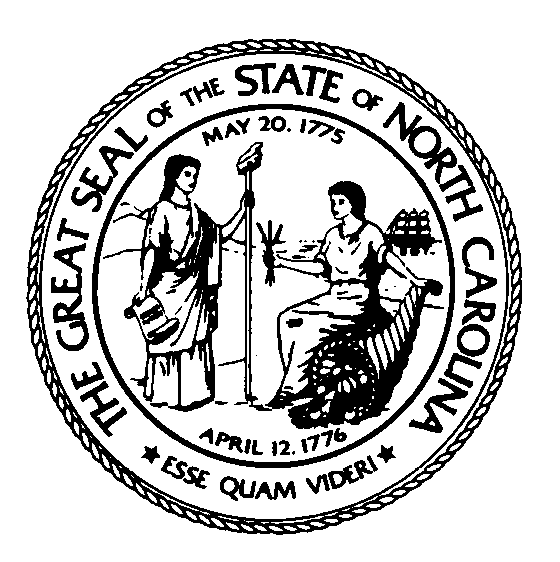 THE GREAT SEAL OF THE STATE OF NORTH CAROLINA
MAY 20. 1775
APRIL 12. 1776
★ ESSE QUAM VIDERI ★